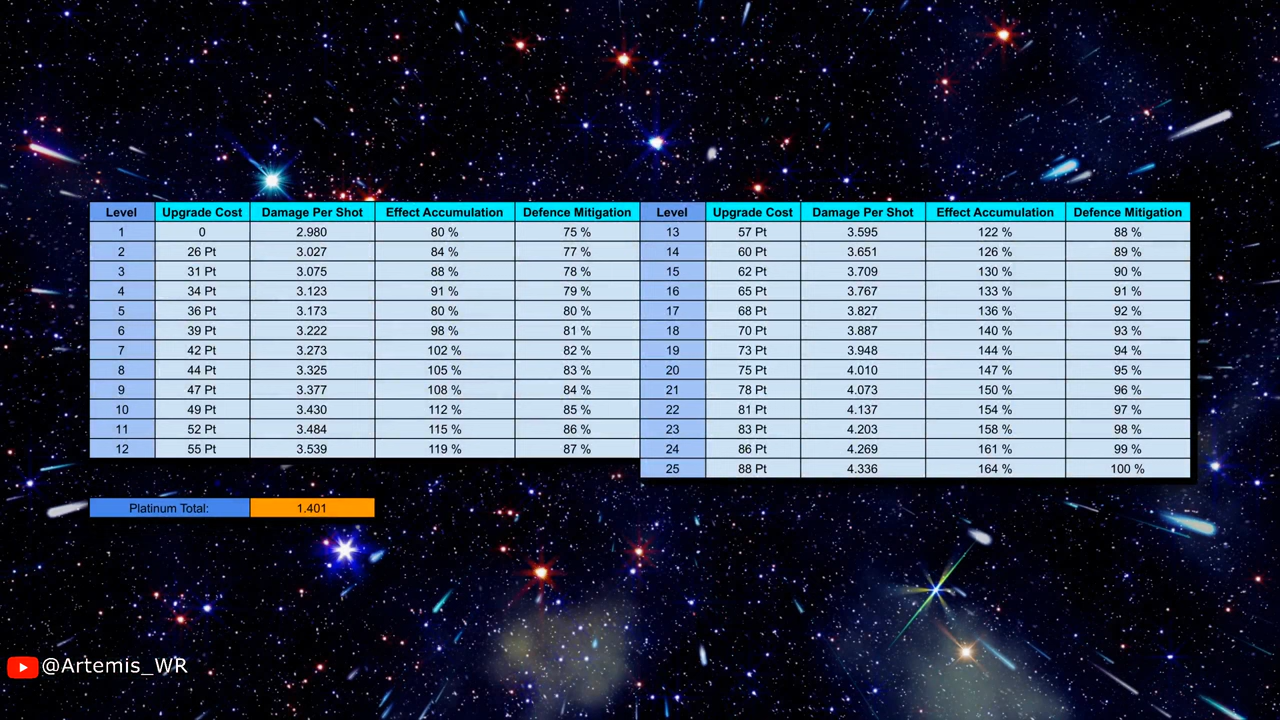 Level Upgrade Cost Damage Per Shot Effect Accumulation Defence Mitigation Level Upgrade Cost Damage Per Shot Effect Accumulation Defence Mitigation
1 0 2.980 80 % 75 % 13 57 Pt 3.595 122 % 88 %
2 26 Pt 3.027 84 % 77 % 14 60 Pt 3.651 126 % 89 %
3 31 Pt 3.075 88 % 78 % 15 62 Pt 3.709 130 % 90 %
4 34 Pt 3.123 91 % 79 % 16 65 Pt 3.767 133 % 91 %
5 36 Pt 3.173 80 % 80 % 17 68 Pt 3.827 136 % 92 %
6 39 Pt 3.222 98 % 81 % 18 70 Pt 3.887 140 % 93 %
7 42 Pt 3.273 102 % 82 % 19 73 Pt 3.948 144 % 94 %
8 44 Pt 3.325 105 % 83 % 20 75 Pt 4.010 147 % 95 %
9 47 Pt 3.377 108 % 84 % 21 78 Pt 4.073 150 % 96 %
10 49 Pt 3.430 112 % 85 % 22 81 Pt 4.137 154 % 97 %
11 52 Pt 3.484 115 % 86 % 23 83 Pt 4.203 158 % 98 %
12 55 Pt 3.539 119 % 87 % 24 86 Pt 4.269 161 % 99 %
25 88 Pt 4.336 164 % 100 %
Platinum Total: 1.401
@Artemis_WR